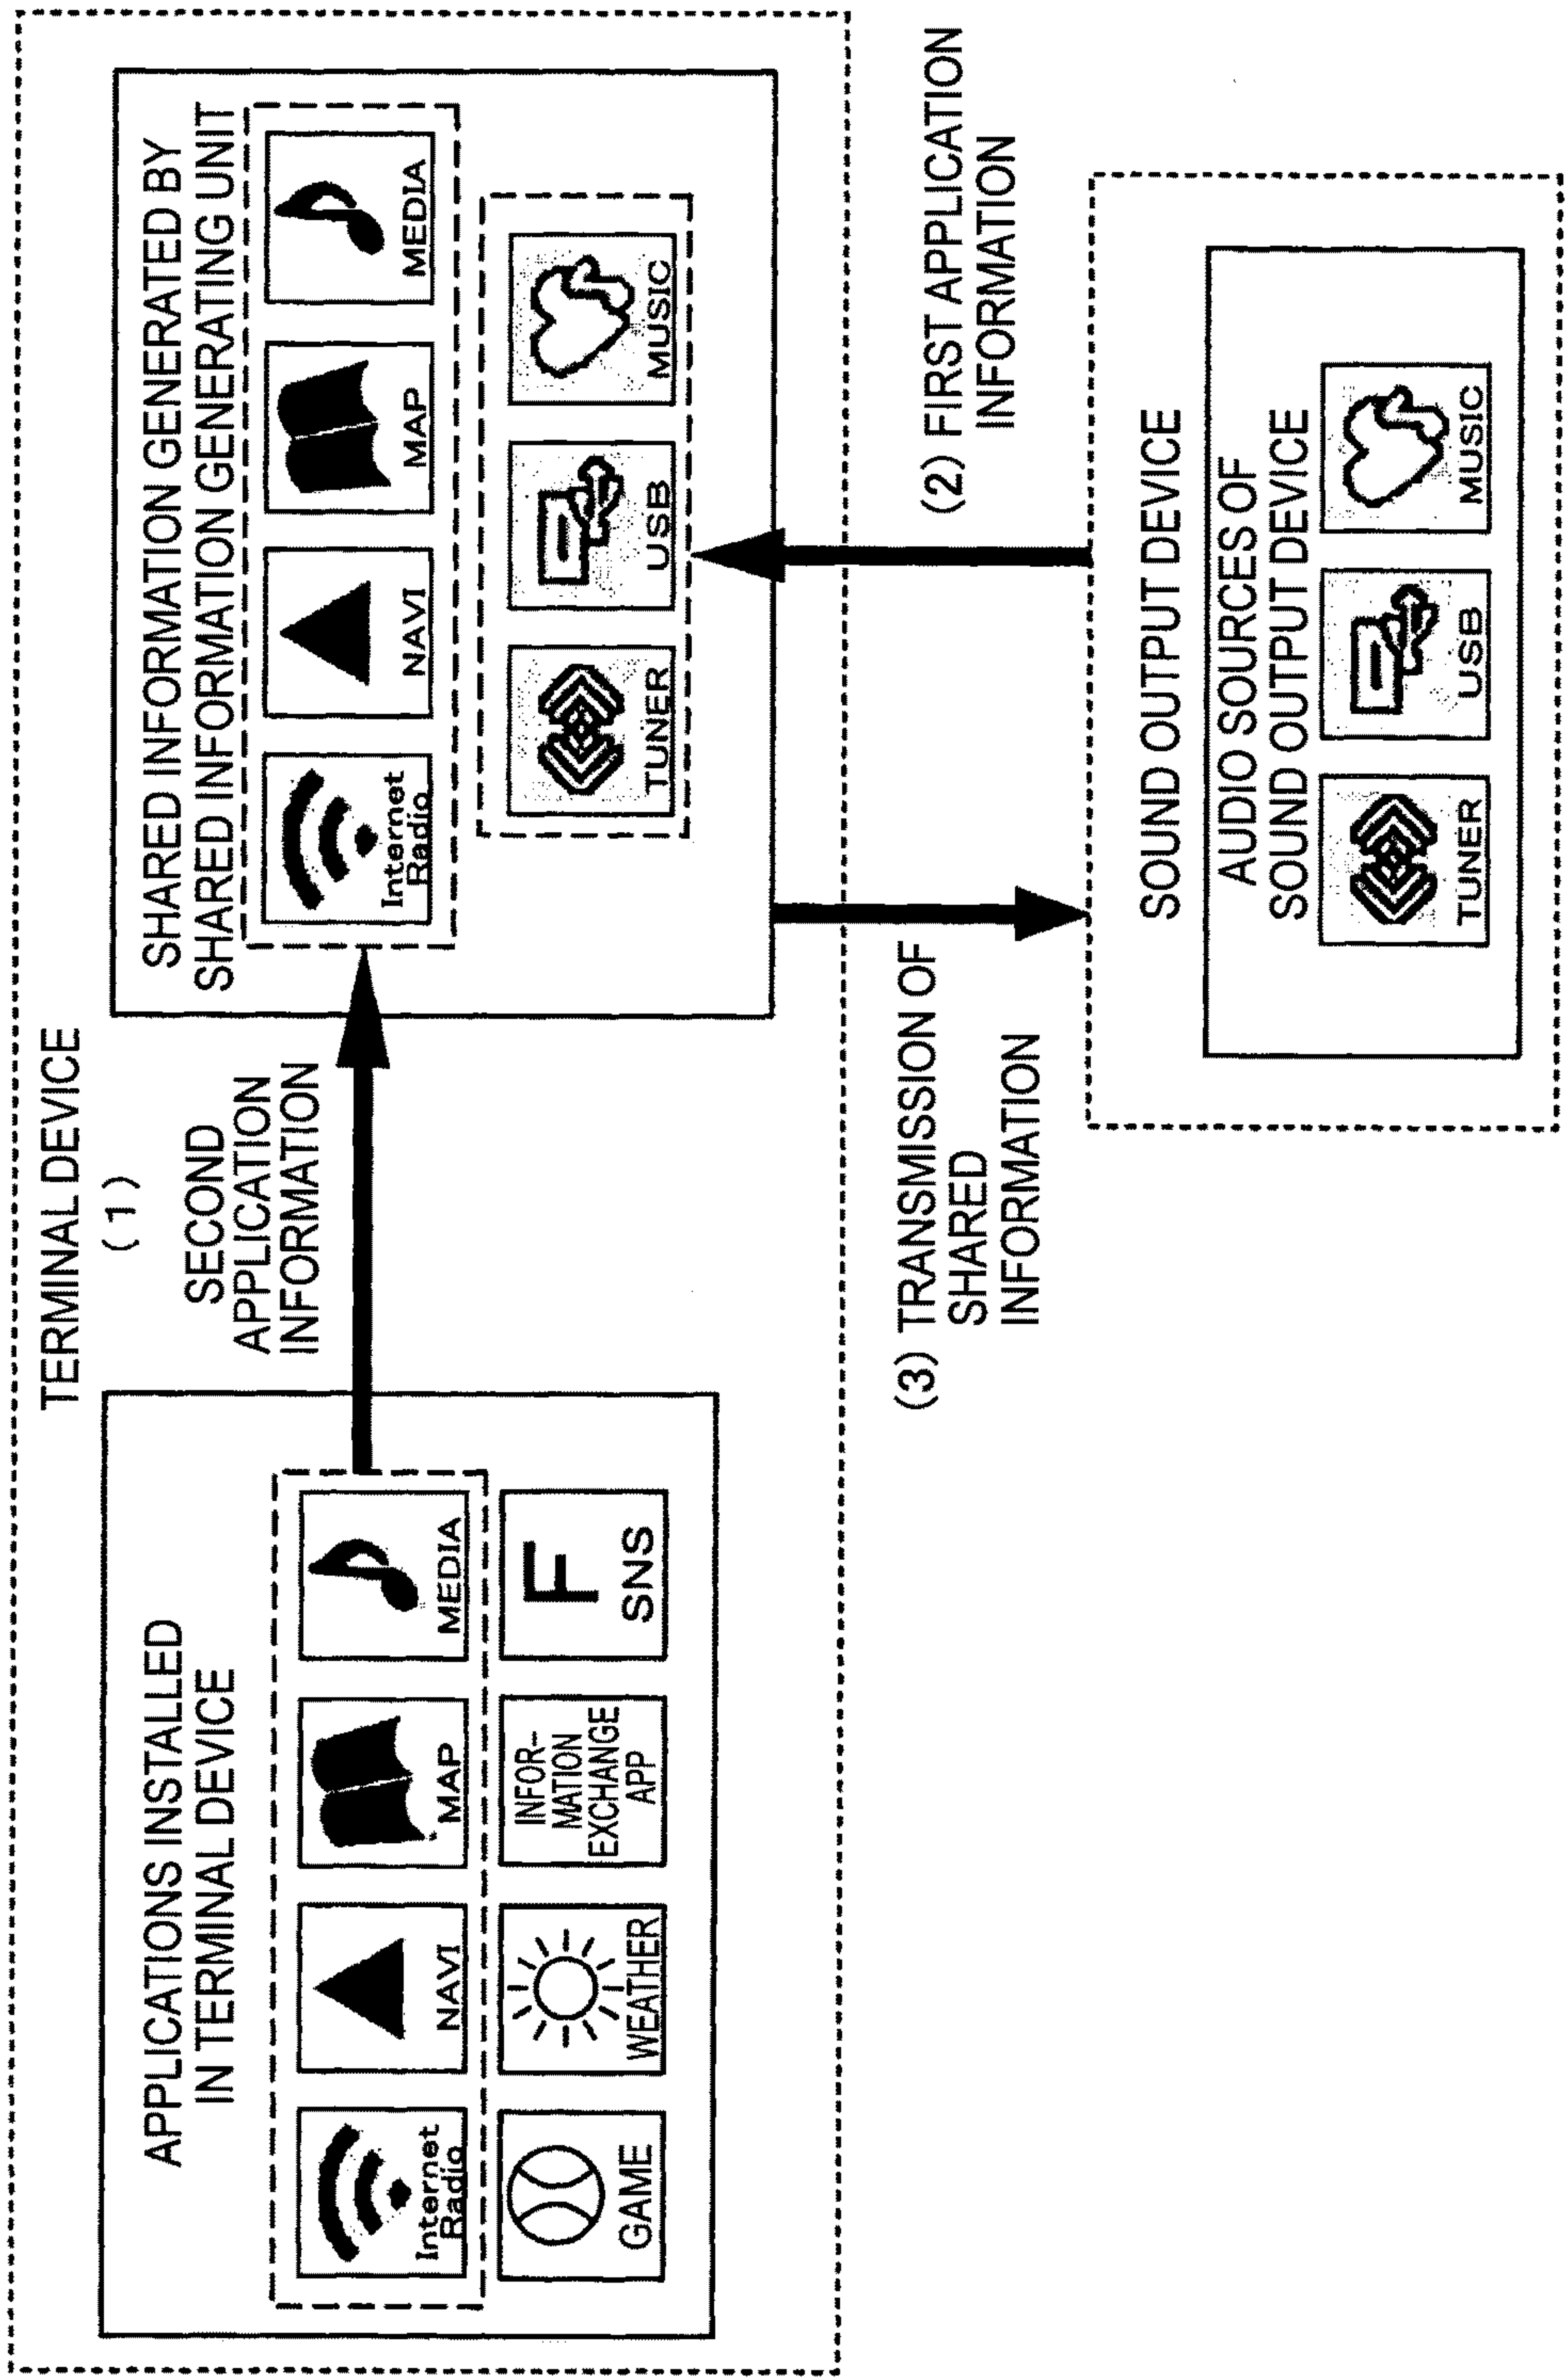 TERMINAL DEVICE
APPLICATIONS INSTALLED
IN TERMINAL DEVICE
Internet
Radio
NAVI
MAP
MEDIA
GAME
WEATHER
INFOR-
MATION
EXCHANGE
APP
F
SNS
(1)
SECOND
APPLICATION
INFORMATION
SHARED INFORMATION GENERATED BY
SHARED INFORMATION GENERATING UNIT
Internet
Radio
NAVI
MAP
MEDIA
TUNER
USB
MUSIC
(3) TRANSMISSION OF
SHARED
INFORMATION
(2) FIRST APPLICATION
INFORMATION
SOUND OUTPUT DEVICE
AUDIO SOURCES OF
SOUND OUTPUT DEVICE
TUNER
USB
MUSIC